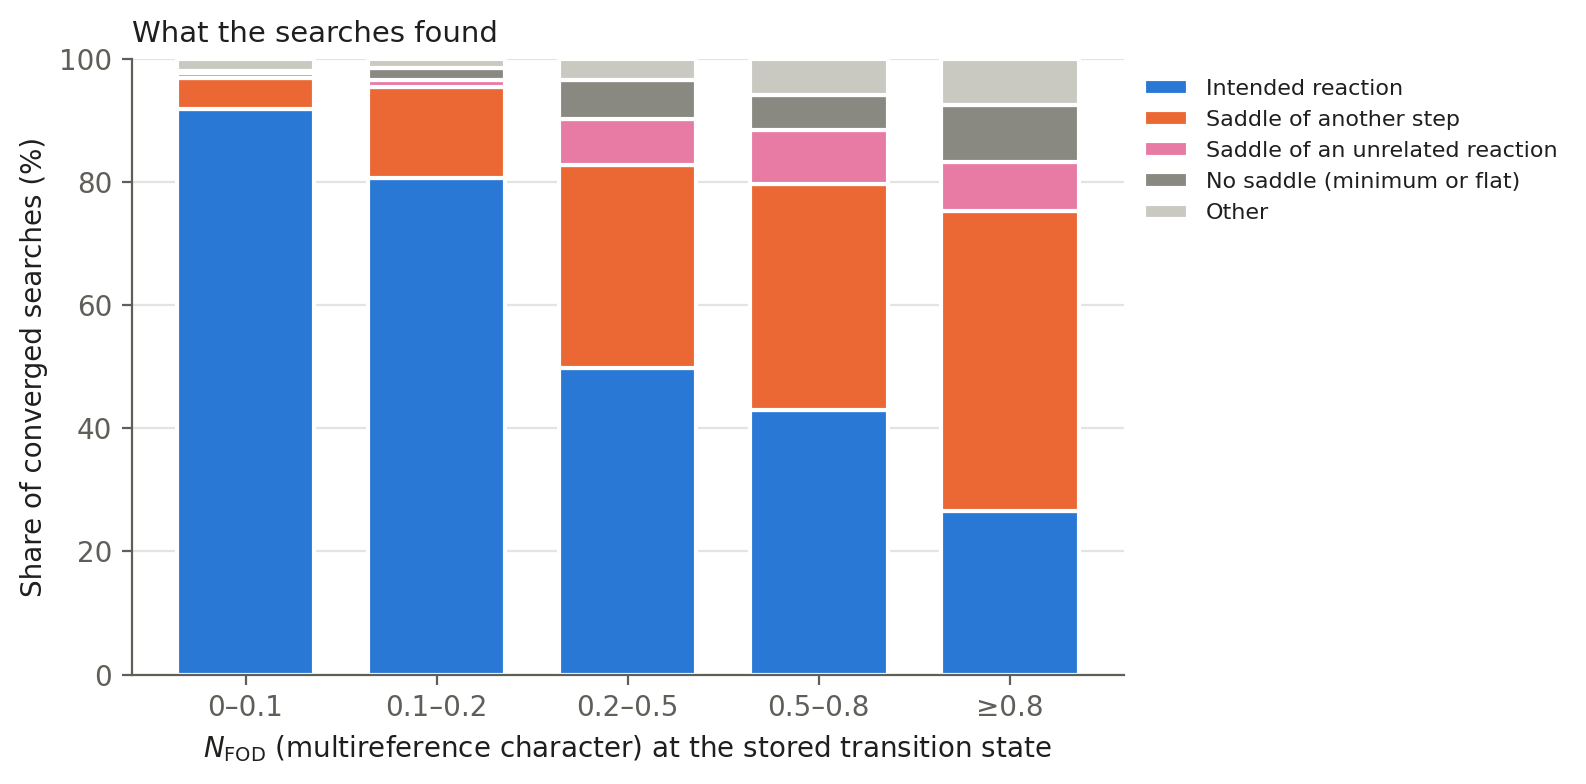 What the searches found
Share of converged searches (%)
100
80
60
40
20
0
0–0.1
0.1–0.2
0.2–0.5
0.5–0.8
≥0.8
N_FOD (multireference character) at the stored transition state
Intended reaction
Saddle of another step
Saddle of an unrelated reaction
No saddle (minimum or flat)
Other